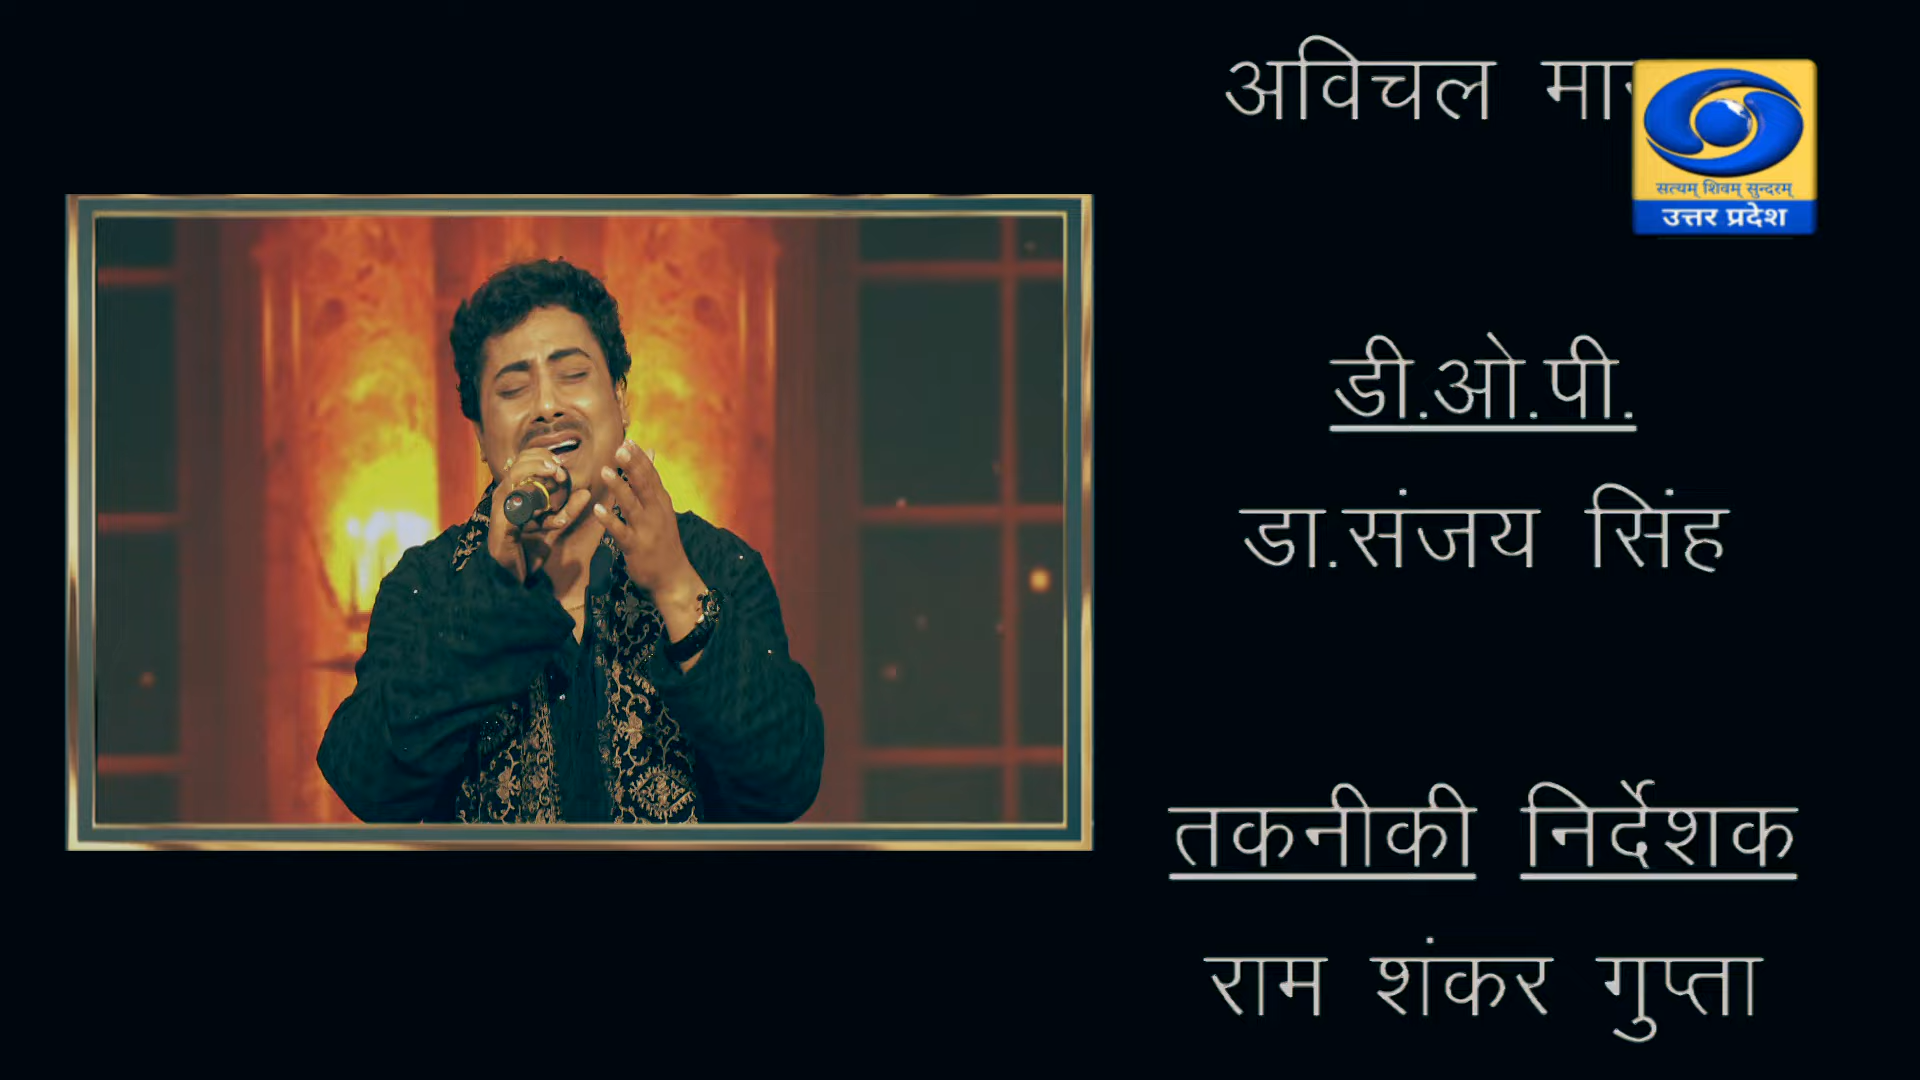 अविचल
सत्यम् शिवम् सुन्दरम्
उत्तर प्रदेश
डी.ओ.पी.
डा.संजय सिंह
तकनीकी निर्देशक
राम शंकर गुप्ता